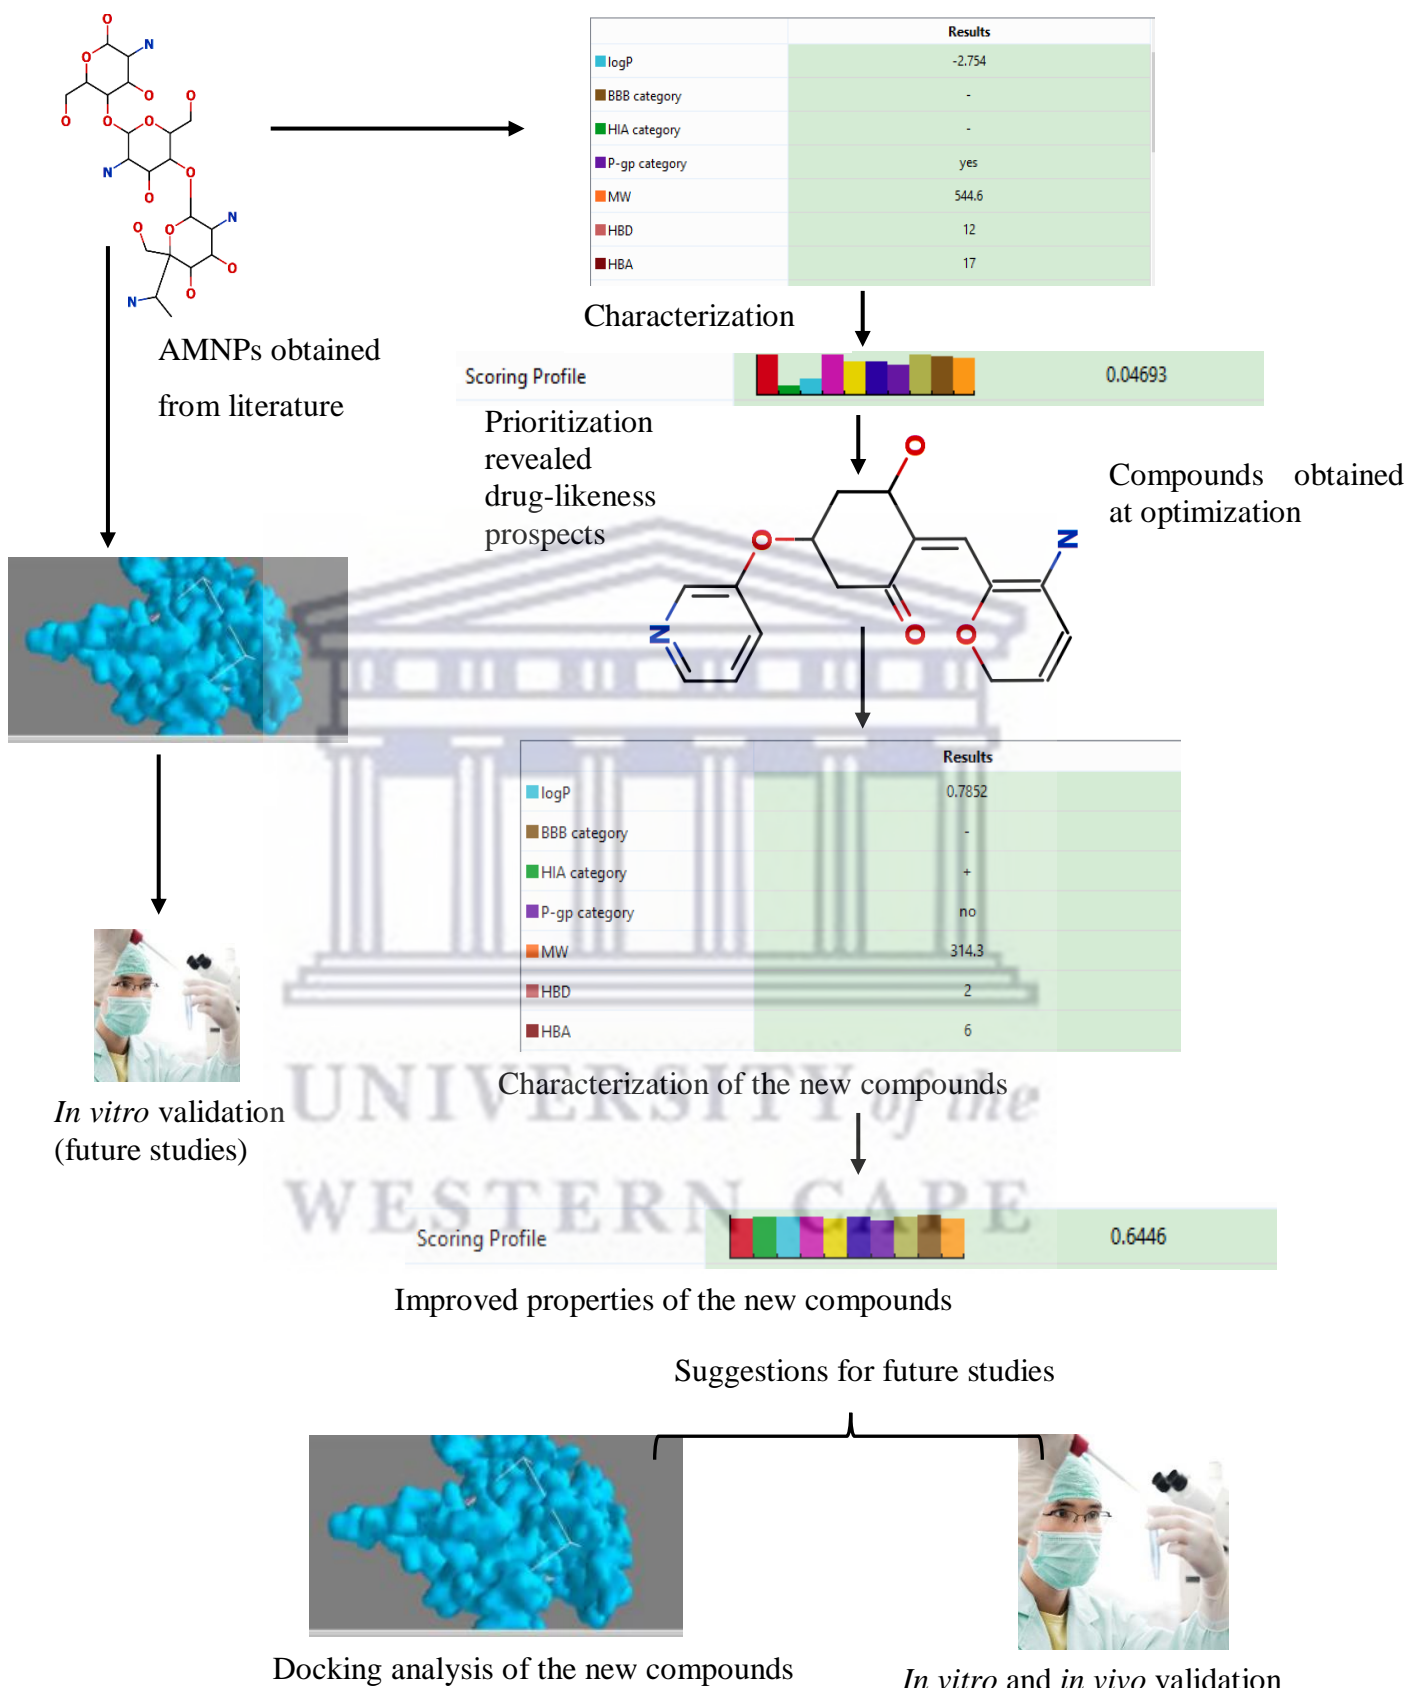 O
N
O
O
O
O
O
O
N
O
O
O
N
O
O
O
O
N
Results
logP -2.754
BBB category -
HIA category -
P-gp category yes
MW 544.6
HBD 12
HBA 17
Characterization
AMNPs obtained
from literature
Scoring Profile 0.04693
Prioritization
revealed
drug-likeness
prospects
Compounds obtained
at optimization
O
O
N
N
O
O
Results
logP 0.7852
BBB category -
HIA category +
P-gp category no
MW 314.3
HBD 2
HBA 6
Characterization of the new compounds
In vitro validation
(future studies)
UNIVERSITY of the
WESTERN CAPE
Scoring Profile 0.6446
Improved properties of the new compounds
Suggestions for future studies
Docking analysis of the new compounds
In vitro and in vivo validation